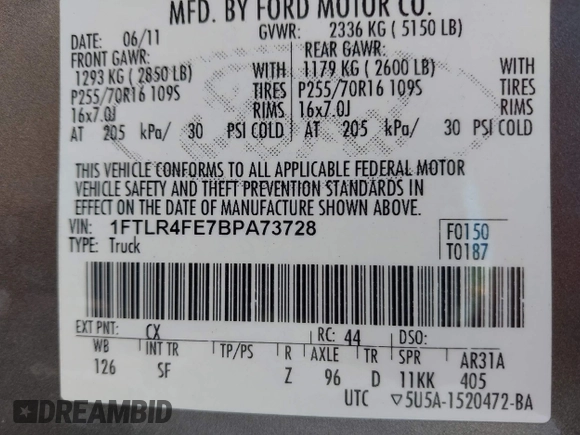 MFD. BY FORD MOTOR CO.
DATE: 06/11 GVWR: 2336 KG ( 5150 LB)
FRONT GAWR: REAR GAWR:
1293 KG ( 2850 LB) WITH 1179 KG ( 2600 LB) WITH
P255/70R16 109S TIRES P255/70R16 109S TIRES
16x7.0J RIMS 16x7.0J RIMS
AT 205 kPa/ 30 PSI COLD AT 205 kPa/ 30 PSI COLD
THIS VEHICLE CONFORMS TO ALL APPLICABLE FEDERAL MOTOR
VEHICLE SAFETY AND THEFT PREVENTION STANDARDS IN
EFFECT ON THE DATE OF MANUFACTURE SHOWN ABOVE.
VIN: 1FTLR4FE7BPA73728 F0150
TYPE: Truck T0187
EXT PNT: CX RC: 44 DSO:
WB INT TR TP/PS R AXLE TR SPR AR31A
126 SF Z 96 D 11KK 405
UTC ▽5U5A-1520472-BA
DREAMBID